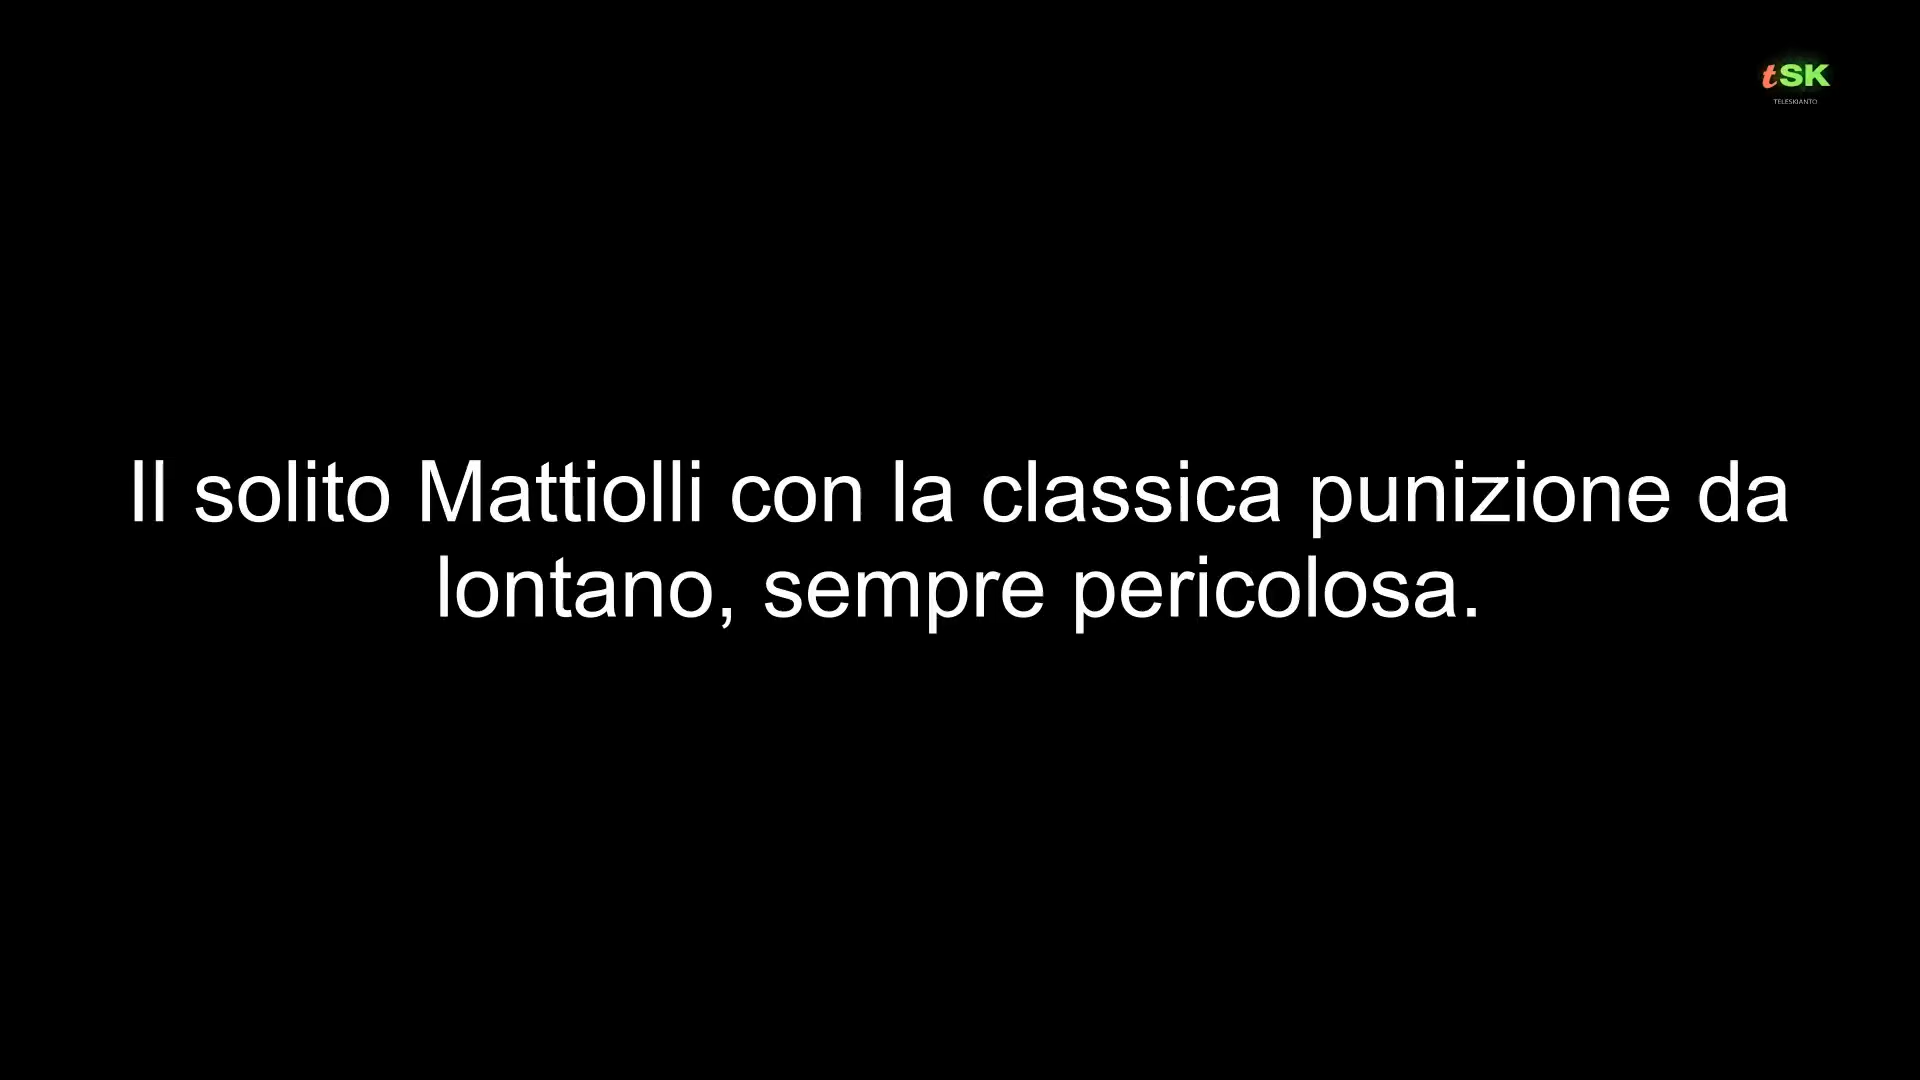 tSK
TELESKIANTO
Il solito Mattiolli con la classica punizione da
lontano, sempre pericolosa.